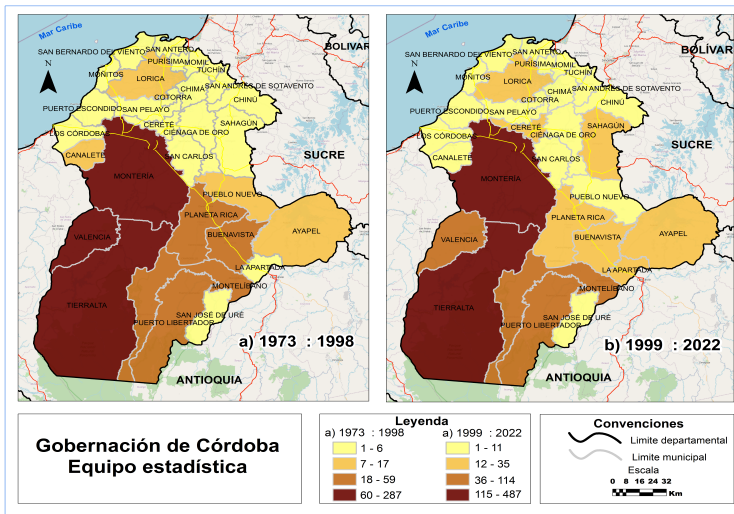 Mar Caribe
N
BOLÍVAR
SAN BERNARDO DEL VIENTO
SAN ANTERO
PURÍSIMA
MOMIL
TUCHÍN
MOÑITOS
LORICA
CHIMÁ
SAN ANDRES DE SOTAVENTO
COTORRA
CHINÚ
PUERTO ESCONDIDO
SAN PELAYO
SAHAGÚN
CERETÉ
LOS CÓRDOBAS
CIÉNAGA DE ORO
CANALETE
SAN CARLOS
SUCRE
MONTERÍA
PUEBLO NUEVO
PLANETA RICA
VALENCIA
BUENAVISTA
AYAPEL
LA APARTADA
MONTELÍBANO
TIERRALTA
SAN JOSÉ DE URÉ
PUERTO LIBERTADOR
a) 1973 : 1998
ANTIOQUIA
Mar Caribe
N
BOLÍVAR
SAN BERNARDO DEL VIENTO
SAN ANTERO
PURÍSIMA
MOMIL
TUCHÍN
MOÑITOS
LORICA
CHIMÁ
SAN ANDRES DE SOTAVENTO
COTORRA
CHINÚ
PUERTO ESCONDIDO
SAN PELAYO
SAHAGÚN
CERETÉ
LOS CÓRDOBAS
CIÉNAGA DE ORO
CANALETE
SAN CARLOS
SUCRE
MONTERÍA
PUEBLO NUEVO
PLANETA RICA
VALENCIA
BUENAVISTA
AYAPEL
LA APARTADA
MONTELÍBANO
TIERRALTA
SAN JOSÉ DE URÉ
PUERTO LIBERTADOR
b) 1999 : 2022
ANTIOQUIA
Gobernación de Córdoba
Equipo estadística
Leyenda
a) 1973 : 1998 a) 1999 : 2022
1 - 6 1 - 11
7 - 17 12 - 35
18 - 59 36 - 114
60 - 287 115 - 487
Convenciones
Limite departamental
Limite municipal
Escala
0 8 16 24 32
Km